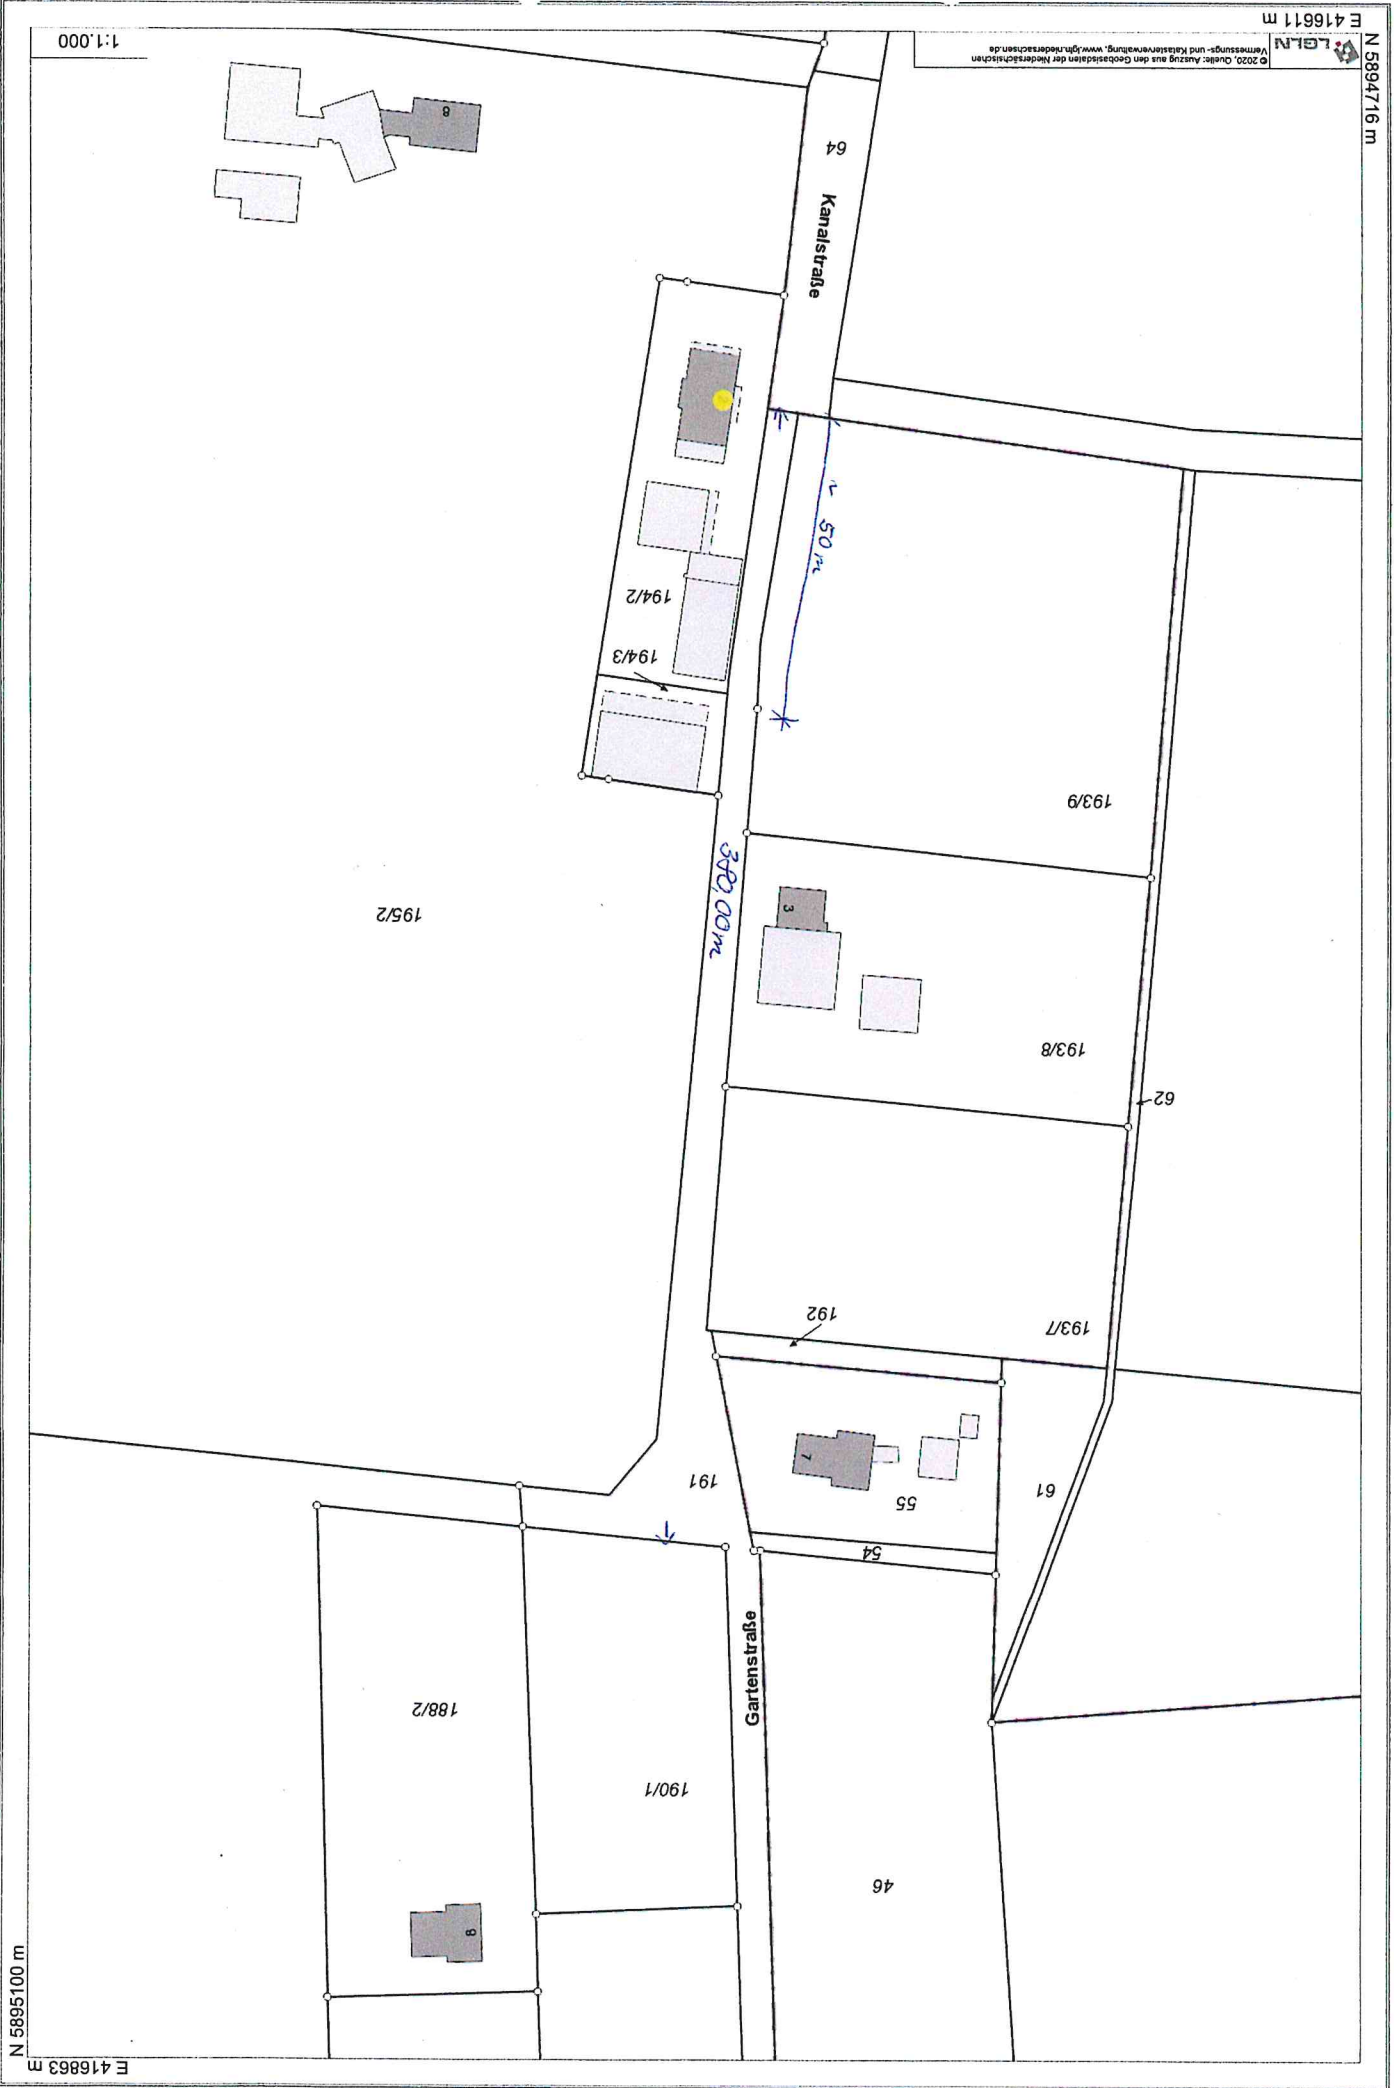 E 416611 m
N 5894716 m
1:1.000
LGLN
© 2020, Quelle: Auszug aus den Geobasisdaten der Niedersächsischen
Vermessungs- und Katasterverwaltung, www.lgln.niedersachsen.de
8
64
Kanalstraße
~ 50 m
194/2
194/3
193/9
380,00m
3
195/2
193/8
62
192
193/7
7
191
55
61
54
Gartenstraße
188/2
190/1
46
8
N 5895100 m
E 416863 m